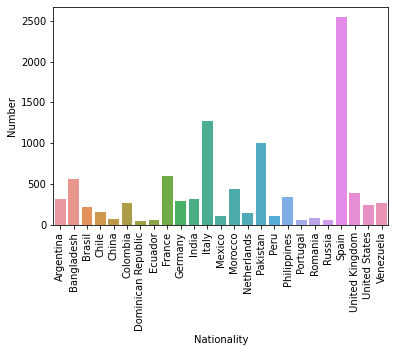 2500
2000
1500
1000
500
0
Number
Argentina
Bangladesh
Brasil
Chile
China
Colombia
Dominican Republic
Ecuador
France
Germany
India
Italy
Mexico
Morocco
Netherlands
Pakistan
Peru
Philippines
Portugal
Romania
Russia
Spain
United Kingdom
United States
Venezuela
Nationality